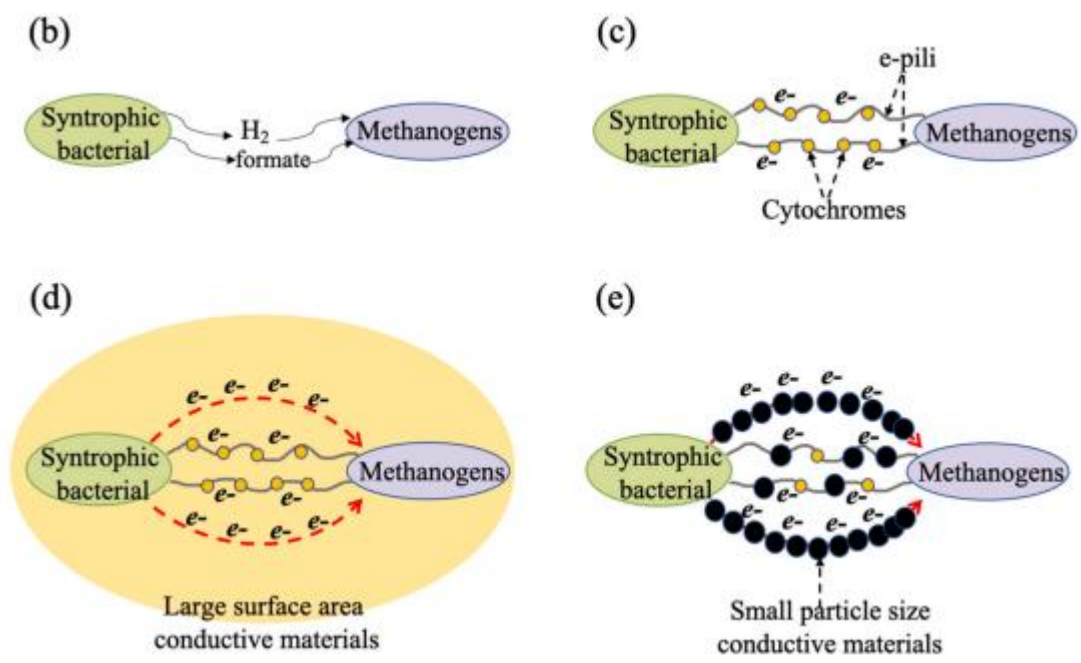 (b)
Syntrophic
bacterial
H2
formate
Methanogens
(c)
e-pili
e-
e-
Syntrophic
bacterial
Methanogens
e-
e-
Cytochromes
(d)
e-
e-
e-
e-
e-
e-
Syntrophic
bacterial
Methanogens
e-
e-
e-
e-
e-
e-
Large surface area
conductive materials
(e)
e-
e-
e-
e-
e-
e-
Syntrophic
bacterial
Methanogens
e-
e-
e-
e-
e-
e-
Small particle size
conductive materials